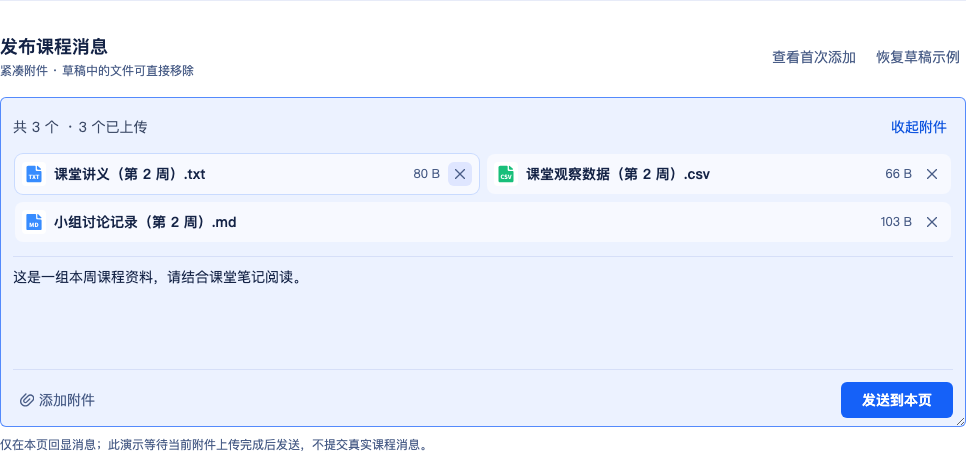 发布课程消息
紧凑附件 · 草稿中的文件可直接移除
查看首次添加 恢复草稿示例
共 3 个 · 3 个已上传 收起附件
TXT 课堂讲义（第 2 周）.txt 80 B
CSV 课堂观察数据（第 2 周）.csv 66 B
MD 小组讨论记录（第 2 周）.md 103 B
这是一组本周课程资料，请结合课堂笔记阅读。
添加附件 发送到本页
仅在本页回显消息；此演示等待当前附件上传完成后发送，不提交真实课程消息。